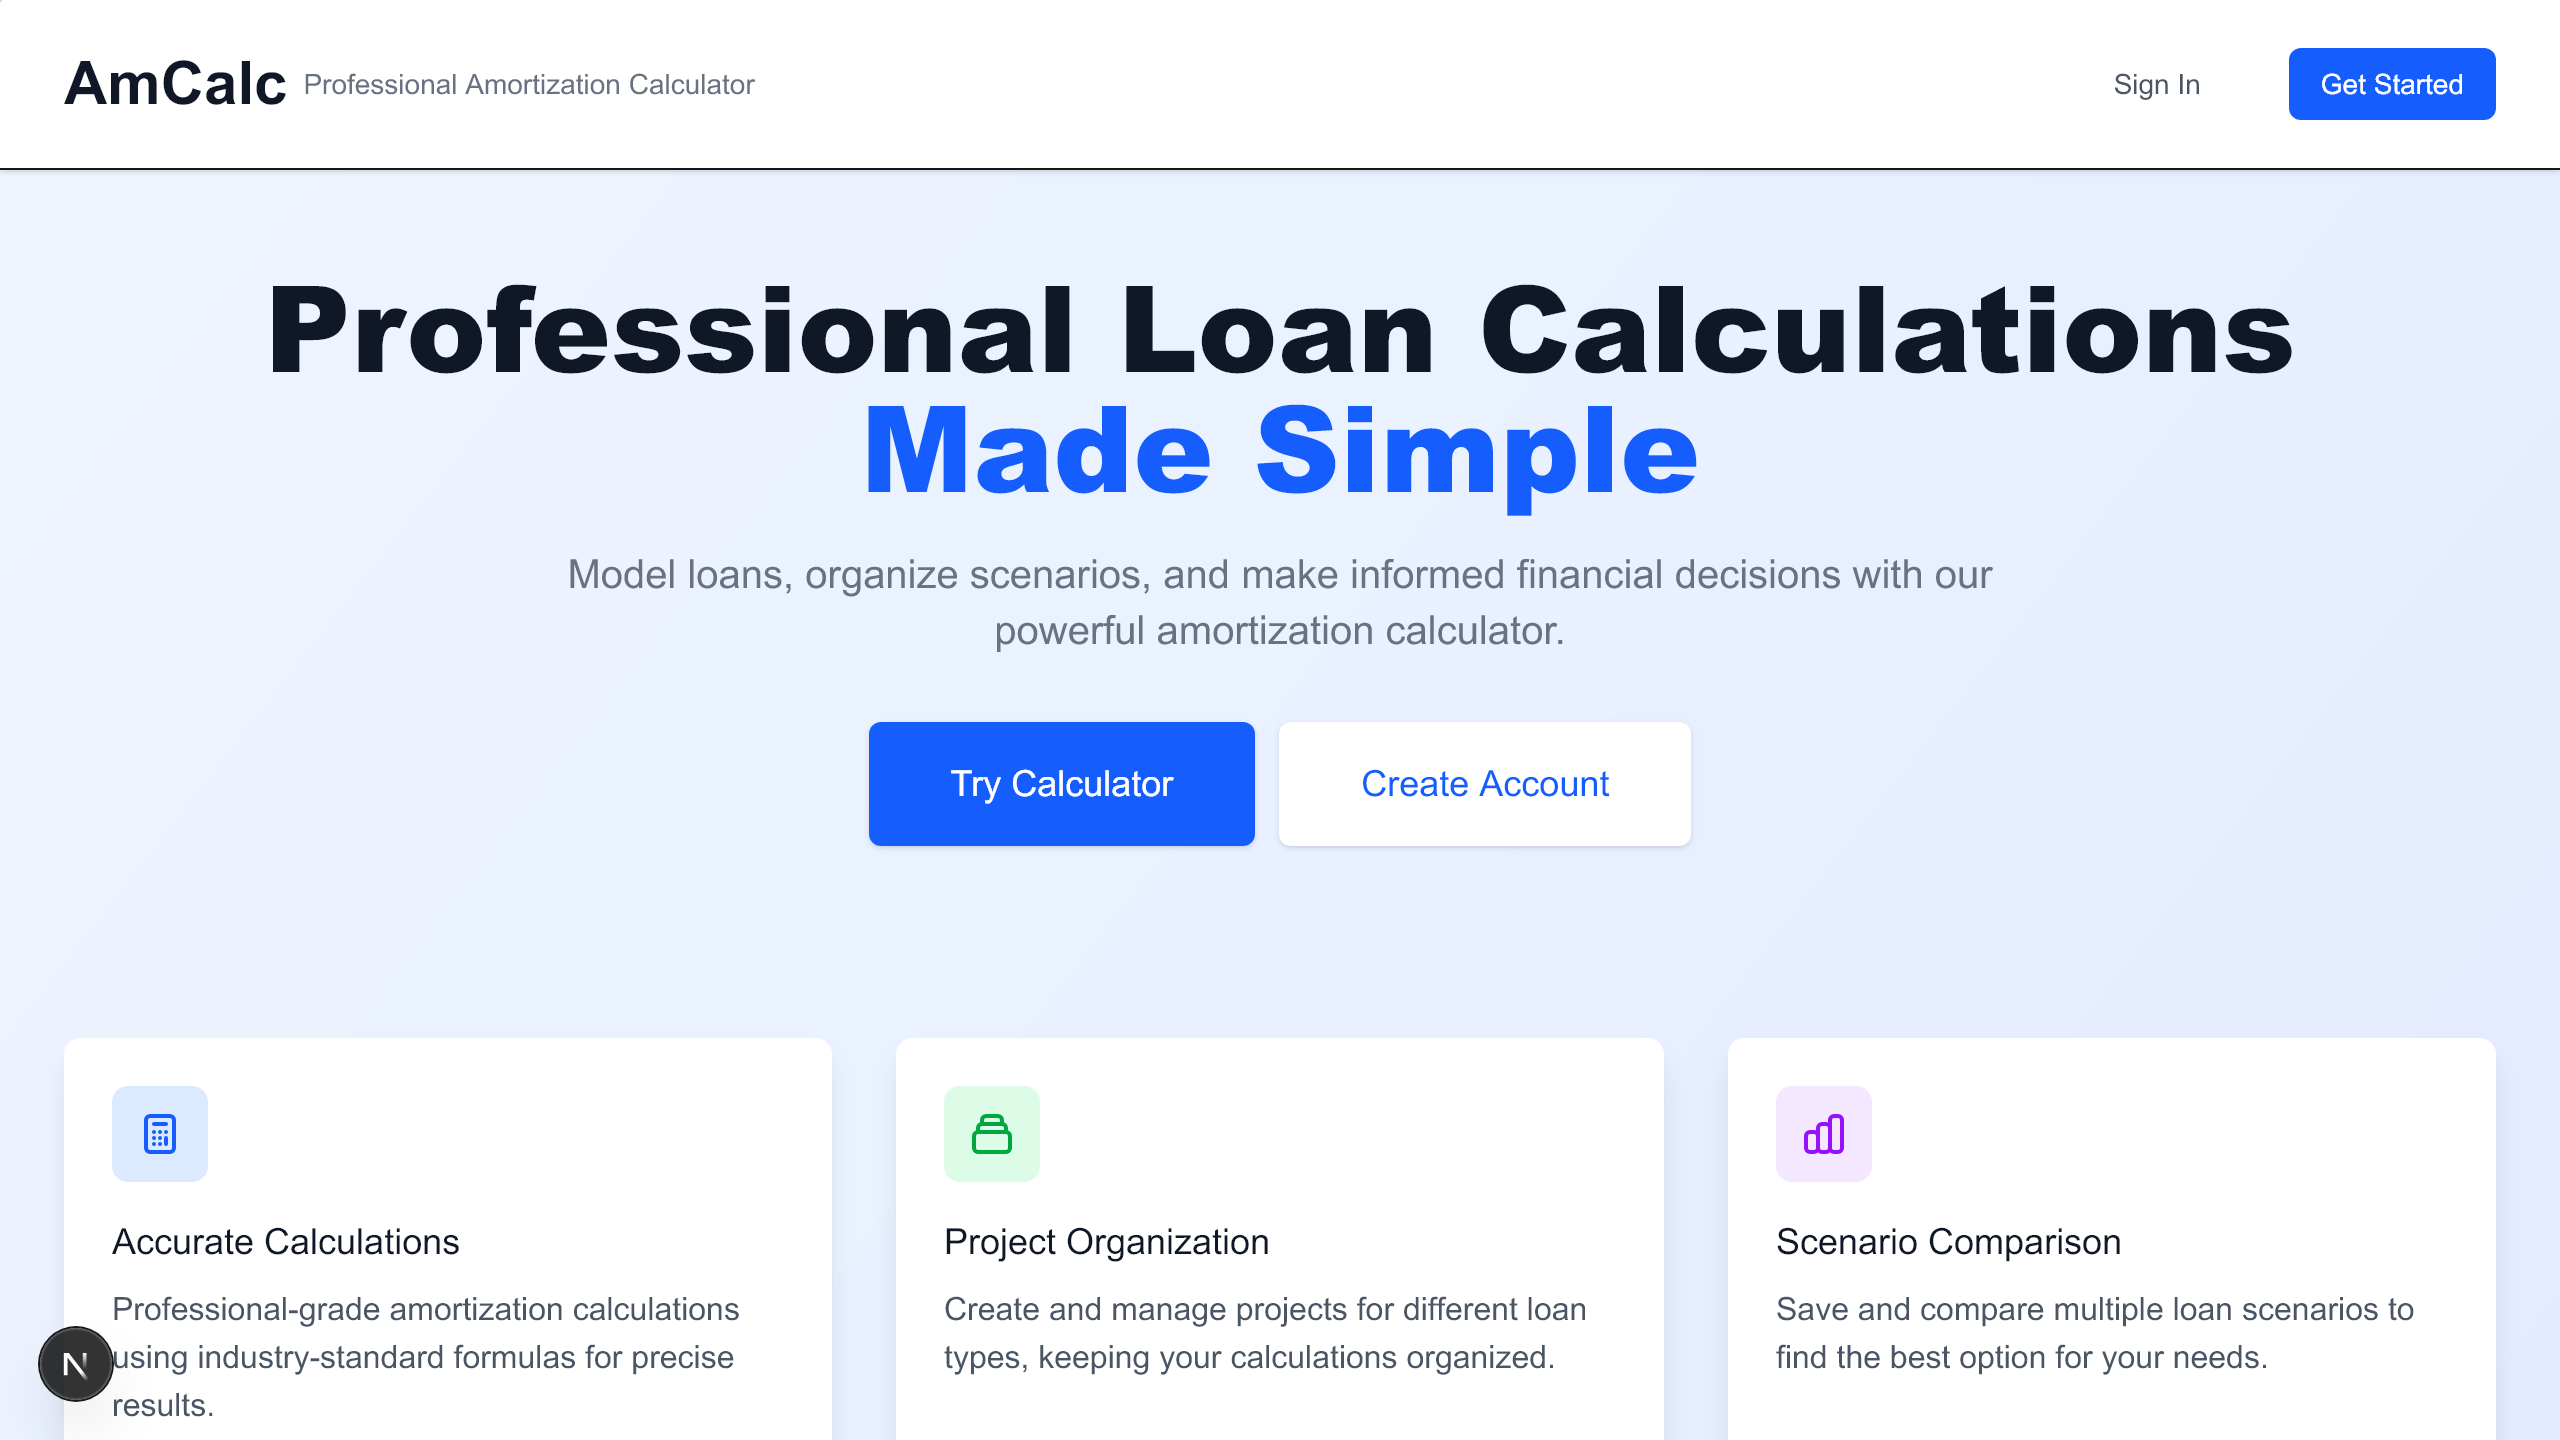 AmCalc Professional Amortization Calculator
Sign In
Get Started
Professional Loan Calculations
Made Simple
Model loans, organize scenarios, and make informed financial decisions with our
powerful amortization calculator.
Try Calculator
Create Account
Accurate Calculations
Professional-grade amortization calculations
using industry-standard formulas for precise
results.
Project Organization
Create and manage projects for different loan
types, keeping your calculations organized.
Scenario Comparison
Save and compare multiple loan scenarios to
find the best option for your needs.
N